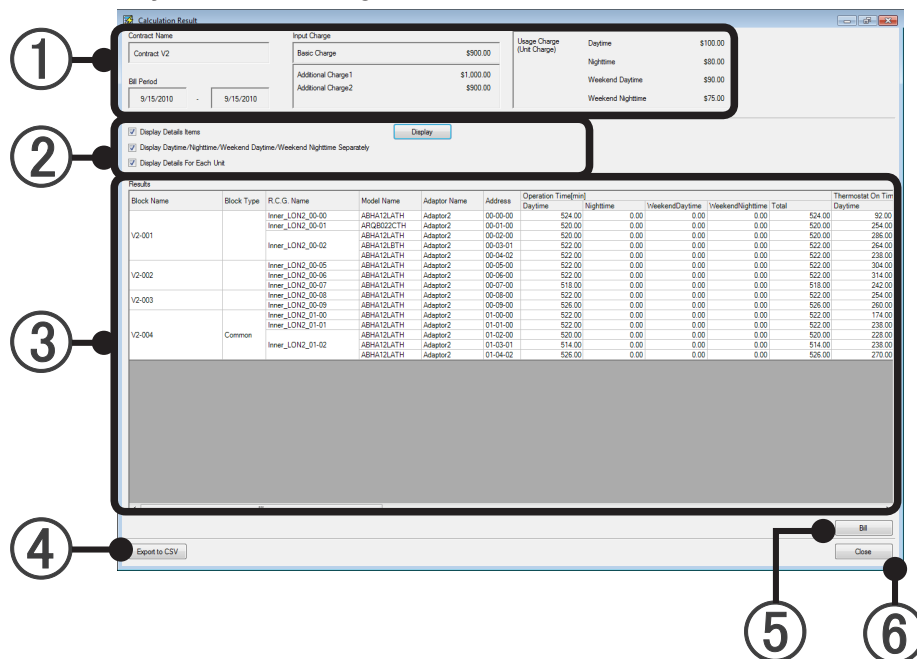 Calculation Result
Contract Name
Contract V2
Bill Period
9/15/2010 - 9/15/2010
Input Charge
Basic Charge $900.00
Additional Charge1 $1,000.00
Additional Charge2 $900.00
Usage Charge
(Unit Charge)
Daytime $100.00
Nighttime $80.00
Weekend Daytime $90.00
Weekend Nighttime $75.00
①
Display Details Items
Display
Display Daytime/Nighttime/Weekend Daytime/Weekend Nighttime Separately
Display Details For Each Unit
②
Results
Block Name Block Type R.C.G. Name Model Name Adaptor Name Address Operation Time[min] Thermostat On Tim
Daytime Nighttime WeekendDaytime WeekendNighttime Total Daytime
Inner_LON2_00-00 ABHA12LATH Adaptor2 00-00-00 524.00 0.00 0.00 0.00 524.00 92.00
Inner_LON2_00-01 ARQB022CTH Adaptor2 00-01-00 520.00 0.00 0.00 0.00 520.00 254.00
V2-001 ABHA12LATH Adaptor2 00-02-00 520.00 0.00 0.00 0.00 520.00 286.00
Inner_LON2_00-02 ABHA12LBTH Adaptor2 00-03-01 522.00 0.00 0.00 0.00 522.00 264.00
ABHA12LATH Adaptor2 00-04-02 522.00 0.00 0.00 0.00 522.00 238.00
Inner_LON2_00-05 ABHA12LATH Adaptor2 00-05-00 522.00 0.00 0.00 0.00 522.00 304.00
V2-002 Inner_LON2_00-06 ABHA12LATH Adaptor2 00-06-00 522.00 0.00 0.00 0.00 522.00 314.00
Inner_LON2_00-07 ABHA12LATH Adaptor2 00-07-00 518.00 0.00 0.00 0.00 518.00 242.00
V2-003 Inner_LON2_00-08 ABHA12LATH Adaptor2 00-08-00 522.00 0.00 0.00 0.00 522.00 254.00
Inner_LON2_00-09 ABHA12LATH Adaptor2 00-09-00 526.00 0.00 0.00 0.00 526.00 260.00
Inner_LON2_01-00 ABHA12LATH Adaptor2 01-00-00 522.00 0.00 0.00 0.00 522.00 174.00
Inner_LON2_01-01 ABHA12LATH Adaptor2 01-01-00 522.00 0.00 0.00 0.00 522.00 238.00
V2-004 Common ABHA12LATH Adaptor2 01-02-00 520.00 0.00 0.00 0.00 520.00 228.00
Inner_LON2_01-02 ABHA12LATH Adaptor2 01-03-01 514.00 0.00 0.00 0.00 514.00 238.00
ABHA12LATH Adaptor2 01-04-02 526.00 0.00 0.00 0.00 526.00 270.00
③
Bill
④
Export to CSV
Close
⑤
⑥